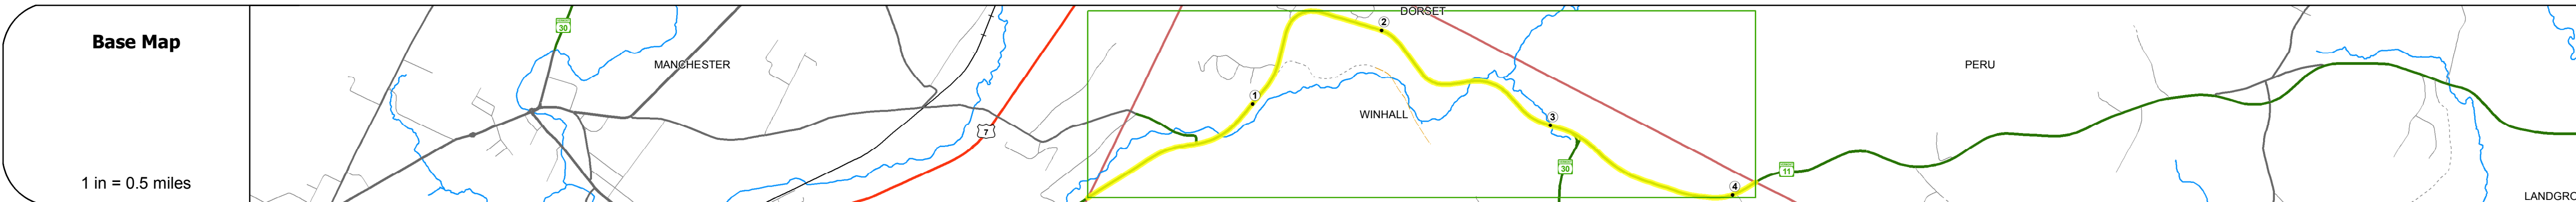 Base Map
1 in = 0.5 miles
30
MANCHESTER
7
DORSET
1
2
WINHALL
3
30
4
11
PERU
LANDGRO